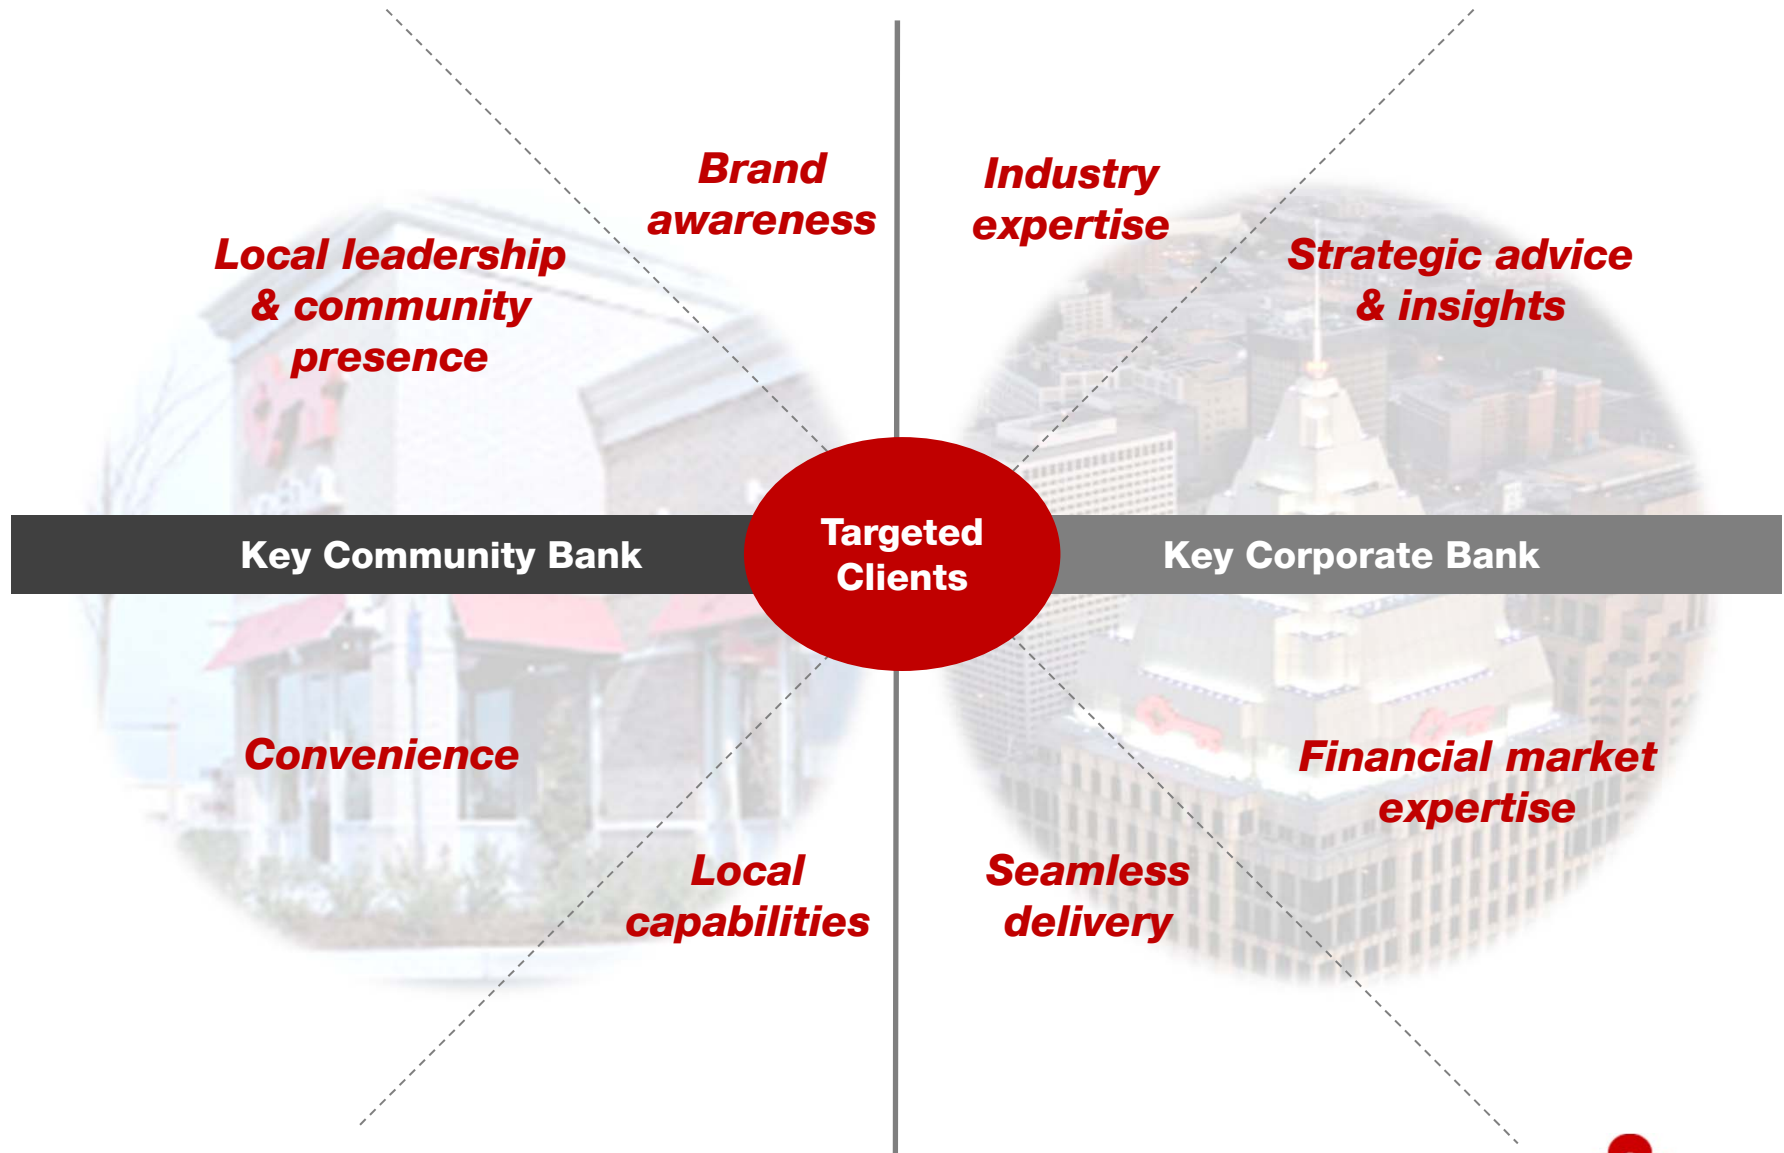 Brand
awareness
Industry
expertise
Local leadership
& community
presence
Strategic advice
& insights
Key Community Bank
Targeted
Clients
Key Corporate Bank
Convenience
Financial market
expertise
Local
capabilities
Seamless
delivery